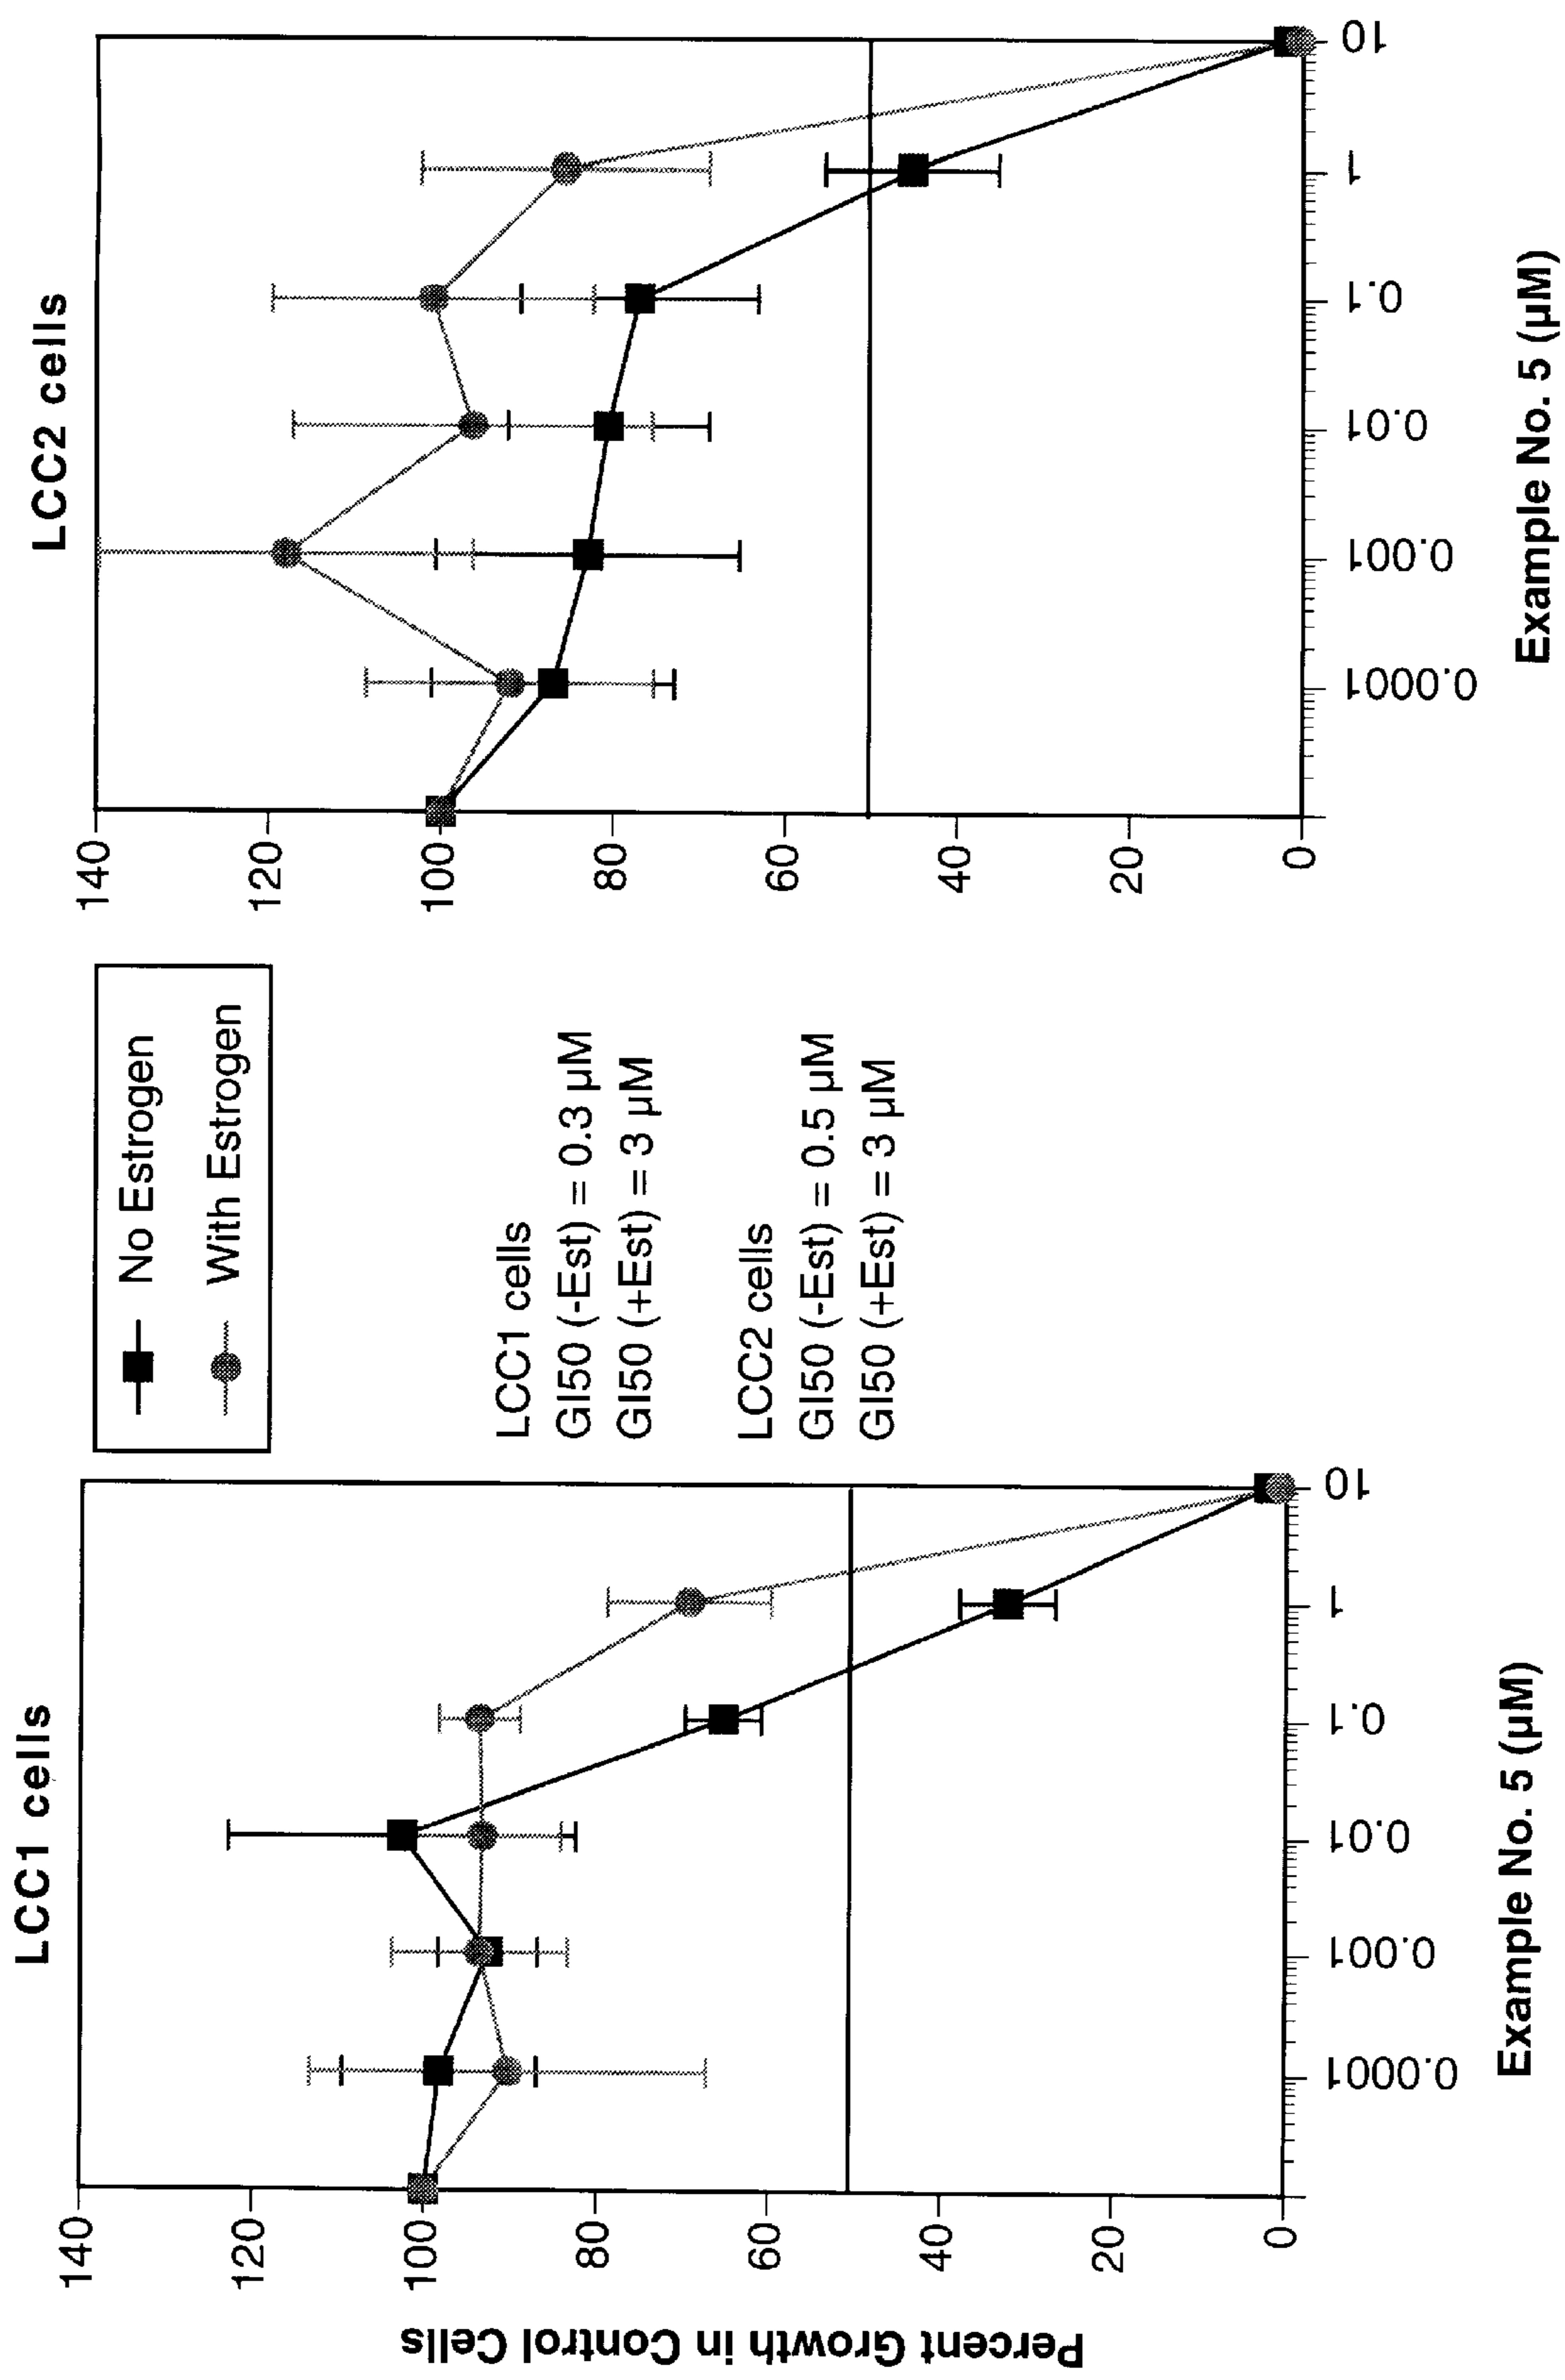 LCC1 cells
Percent Growth in Control Cells
140
120
100
80
60
40
20
0
0.0001
0.001
0.01
0.1
1
10
Example No. 5 (µM)
No Estrogen
With Estrogen
LCC1 cells
GI50 (-Est) = 0.3 µM
GI50 (+Est) = 3 µM
LCC2 cells
GI50 (-Est) = 0.5 µM
GI50 (+Est) = 3 µM
LCC2 cells
140
120
100
80
60
40
20
0
0.0001
0.001
0.01
0.1
1
10
Example No. 5 (µM)